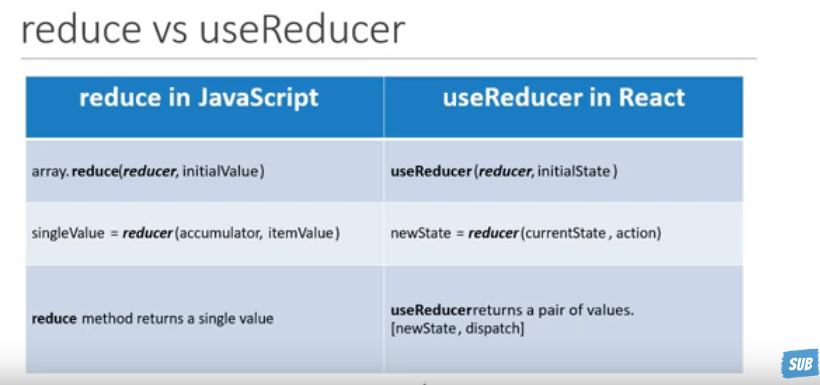 reduce vs useReducer
reduce in JavaScript
useReducer in React
array.reduce(reducer, initialValue)
useReducer(reducer, initialState)
singleValue = reducer(accumulator, itemValue)
newState = reducer(currentState, action)
reduce method returns a single value
useReducer returns a pair of values.
[newState, dispatch]
SUB